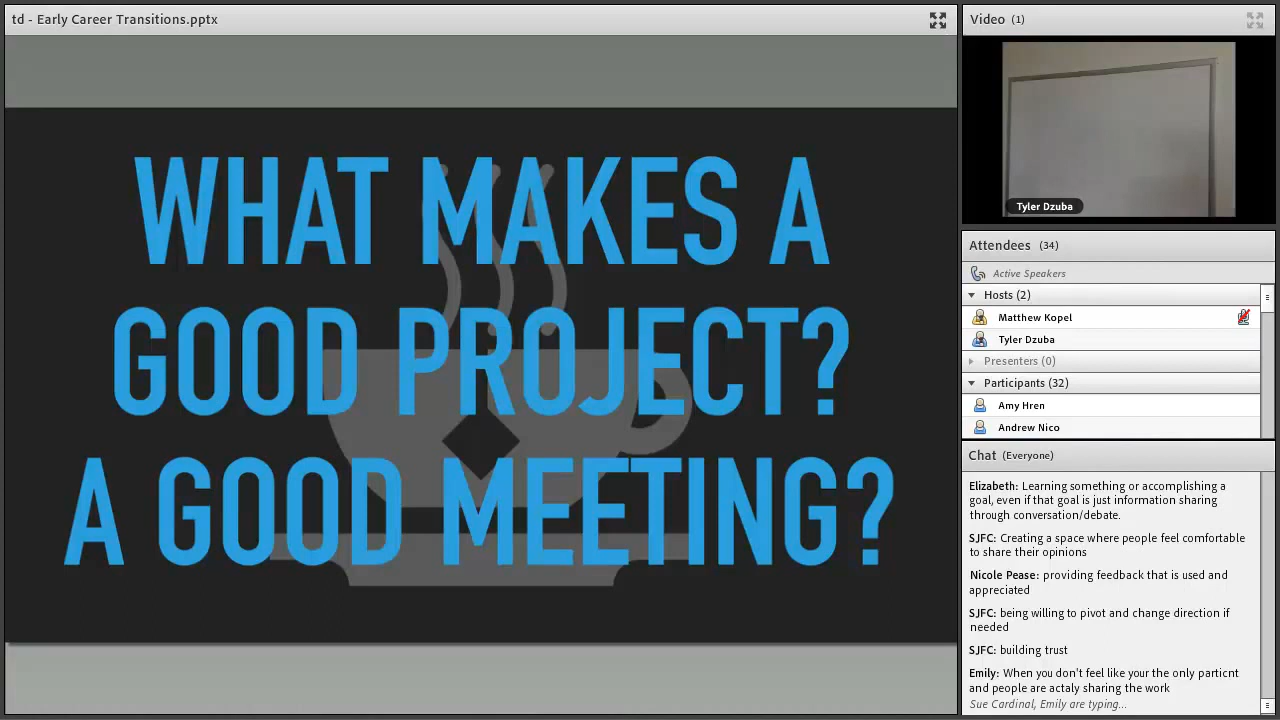 td - Early Career Transitions.pptx
WHAT MAKES A
GOOD PROJECT?
A GOOD MEETING?
Video (1)
Tyler Dzuba
Attendees (34)
Active Speakers
Hosts (2)
Matthew Kopel
Tyler Dzuba
Presenters (0)
Participants (32)
Amy Hren
Andrew Nico
Chat (Everyone)
Elizabeth: Learning something or accomplishing a
goal, even if that goal is just information sharing
through conversation/debate.
SJFC: Creating a space where people feel comfortable
to share their opinions
Nicole Pease: providing feedback that is used and
appreciated
SJFC: being willing to pivot and change direction if
needed
SJFC: building trust
Emily: When you don't feel like your the only particnt
and people are actaly sharing the work
Sue Cardinal, Emily are typing...